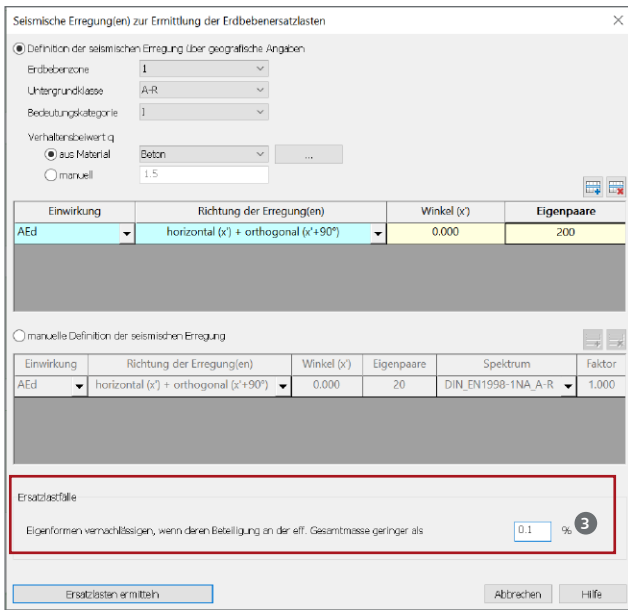 Seismische Erregung(en) zur Ermittlung der Erdbebenersatzlasten
Definition der seismischen Erregung über geografische Angaben
Erdbebenzone 1
Untergrundklasse A-R
Bedeutungskategorie I
Verhaltensbeiwert q
aus Material Beton ...
manuell 1.5
Einwirkung Richtung der Erregung(en) Winkel (x') Eigenpaare
AEd horizontal (x') + orthogonal (x'+90°) 0.000 200
manuelle Definition der seismischen Erregung
Einwirkung Richtung der Erregung(en) Winkel (x') Eigenpaare Spektrum Faktor
AEd horizontal (x') + orthogonal (x'+90°) 0.000 20 DIN_EN1998-1NA_A-R 1.000
Ersatzlastfälle
Eigenformen vernachlässigen, wenn deren Beteiligung an der eff. Gesamtmasse geringer als 0.1 % 3
Ersatzlasten ermitteln Abbrechen Hilfe